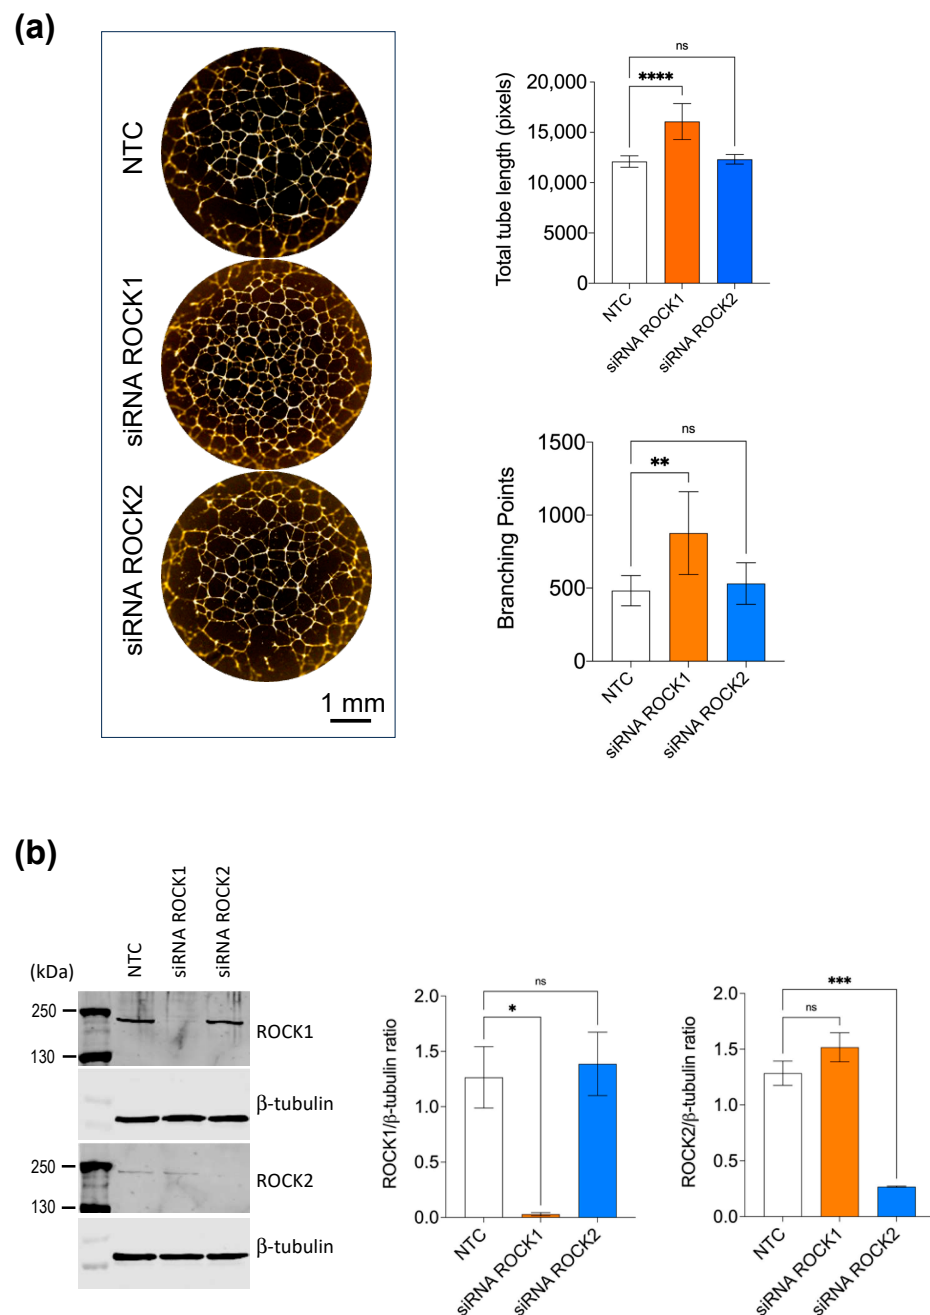 (a)
NTC
siRNA ROCK1
siRNA ROCK2
1 mm
Total tube length (pixels)
20,000
15,000
10,000
5000
0
ns
****
NTC
siRNA ROCK1
siRNA ROCK2
Branching Points
1500
1000
500
0
ns
**
NTC
siRNA ROCK1
siRNA ROCK2
(b)
NTC
siRNA ROCK1
siRNA ROCK2
(kDa)
250
130
ROCK1
β-tubulin
250
130
ROCK2
β-tubulin
ROCK1/β-tubulin ratio
2.0
1.5
1.0
0.5
0.0
ns
*
NTC
siRNA ROCK1
siRNA ROCK2
ROCK2/β-tubulin ratio
2.0
1.5
1.0
0.5
0.0
***
ns
NTC
siRNA ROCK1
siRNA ROCK2